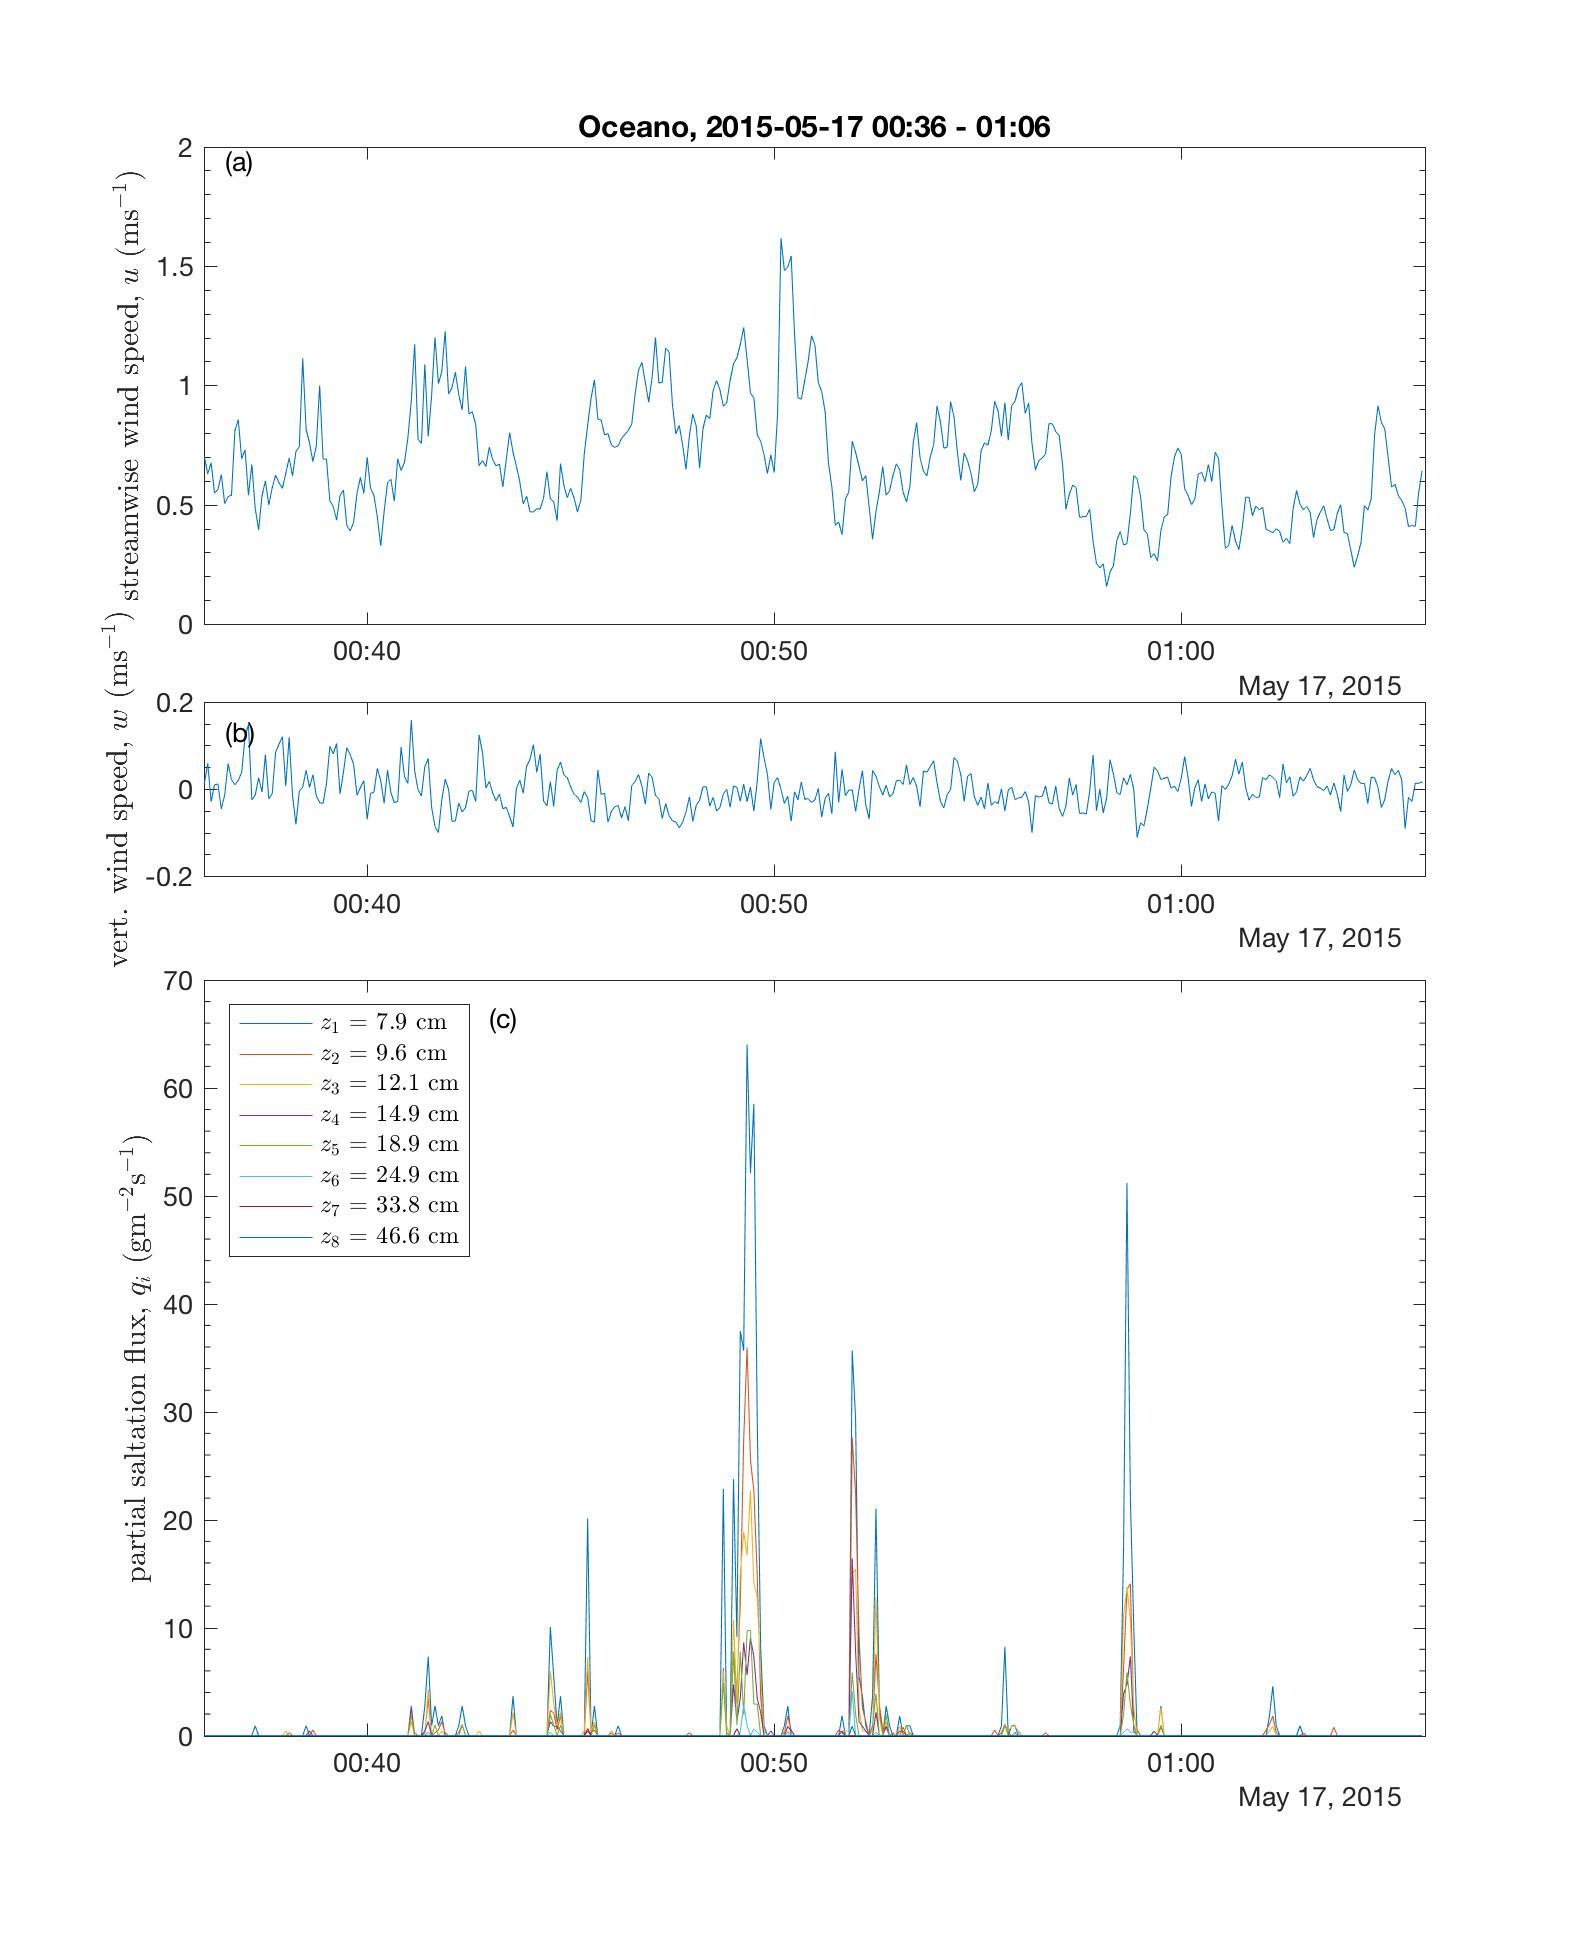 Oceano, 2015-05-17 00:36 - 01:06
(a)
streamwise wind speed, u (ms⁻¹)
2
1.5
1
0.5
0
00:40 00:50 01:00
May 17, 2015
(b)
vert. wind speed, w (ms⁻¹)
0.2
0
-0.2
00:40 00:50 01:00
May 17, 2015
(c)
partial saltation flux, qᵢ (gm⁻²s⁻¹)
70
60
50
40
30
20
10
0
z₁ = 7.9 cm
z₂ = 9.6 cm
z₃ = 12.1 cm
z₄ = 14.9 cm
z₅ = 18.9 cm
z₆ = 24.9 cm
z₇ = 33.8 cm
z₈ = 46.6 cm
00:40 00:50 01:00
May 17, 2015